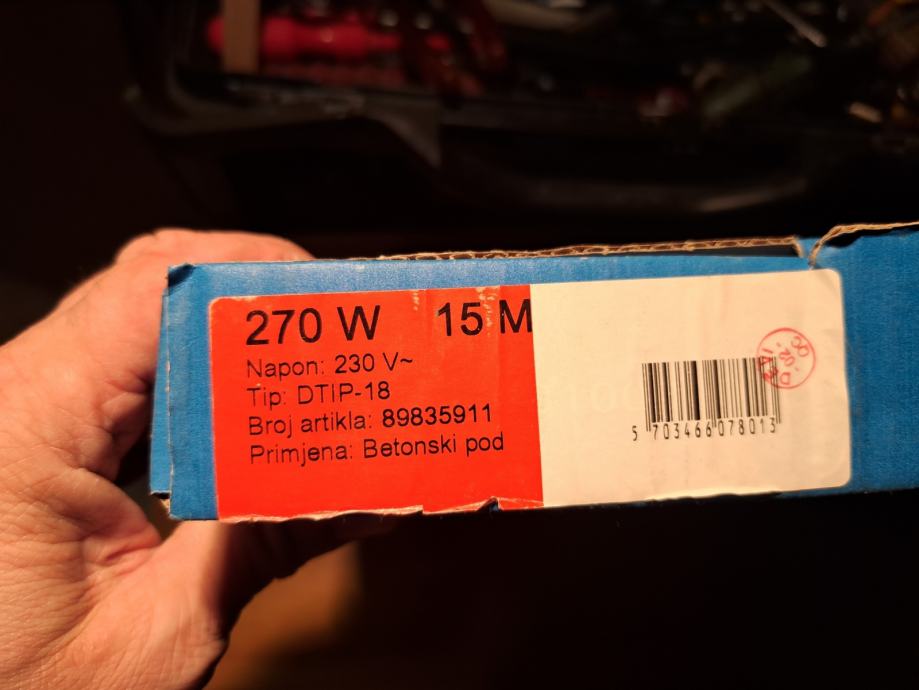 270 W 15 M
Napon: 230 V~
Tip: DTIP-18
Broj artikla: 89835911
Primjena: Betonski pod
5 703466 078013